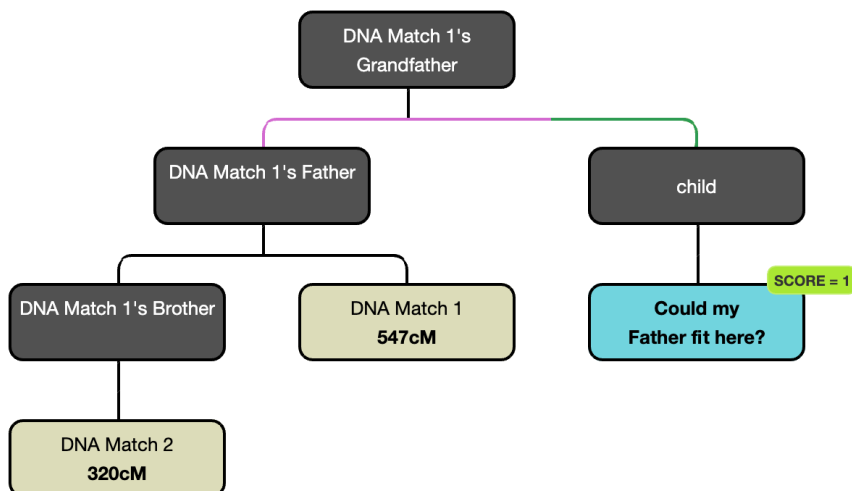 DNA Match 1's
Grandfather
DNA Match 1's Father
child
SCORE = 1
DNA Match 1's Brother
DNA Match 1
547cM
Could my
Father fit here?
DNA Match 2
320cM